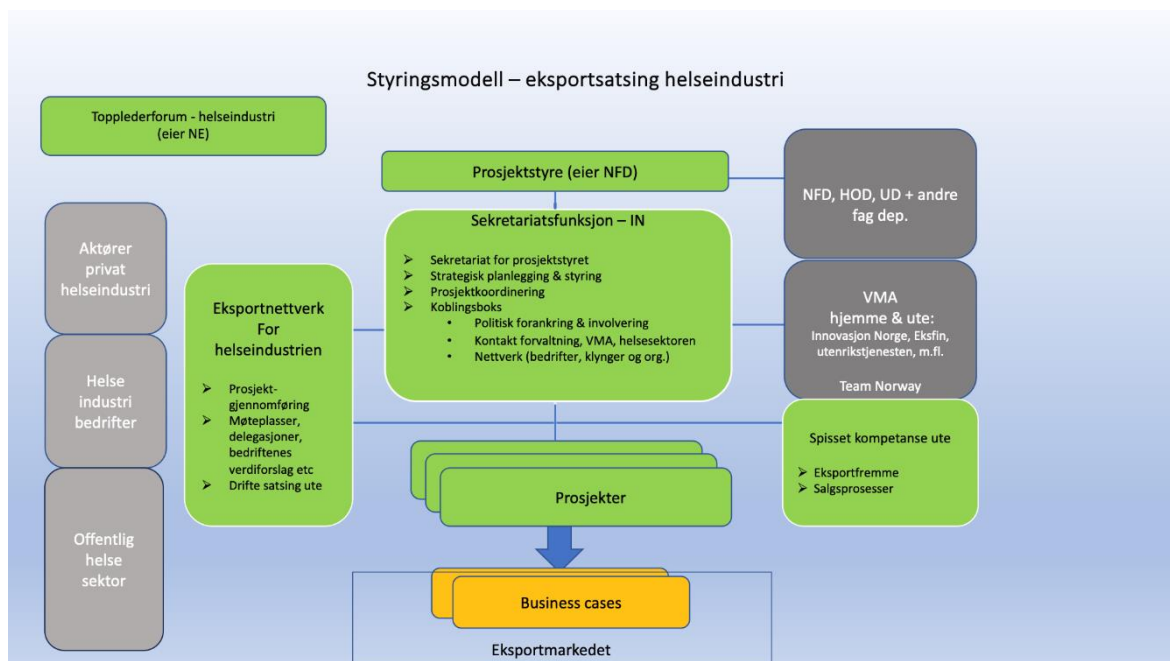 Styringsmodell – eksportsatsing helseindustri
Topplederforum - helseindustri
(eier NE)
Prosjektstyre (eier NFD)
NFD, HOD, UD + andre
fag dep.
Aktører
privat
helseindustri
Helse
industri
bedrifter
Offentlig
helse
sektor
Eksportnettverk
For
helseindustrien
➢ Prosjekt-
gjennomføring
➢ Møteplasser,
delegasjoner,
bedriftenes
verdiforslag etc
➢ Drifte satsing ute
Sekretariatsfunksjon – IN
➢ Sekretariat for prosjektstyret
➢ Strategisk planlegging & styring
➢ Prosjektkoordinering
➢ Koblingsboks
• Politisk forankring & involvering
• Kontakt forvaltning, VMA, helsesektoren
• Nettverk (bedrifter, klynger og org.)
VMA
hjemme & ute:
Innovasjon Norge, Eksfin,
utenrikstjenesten, m.fl.
Team Norway
Spisset kompetanse ute
➢ Eksportfremme
➢ Salgsprosesser
Prosjekter
Business cases
Eksportmarkedet